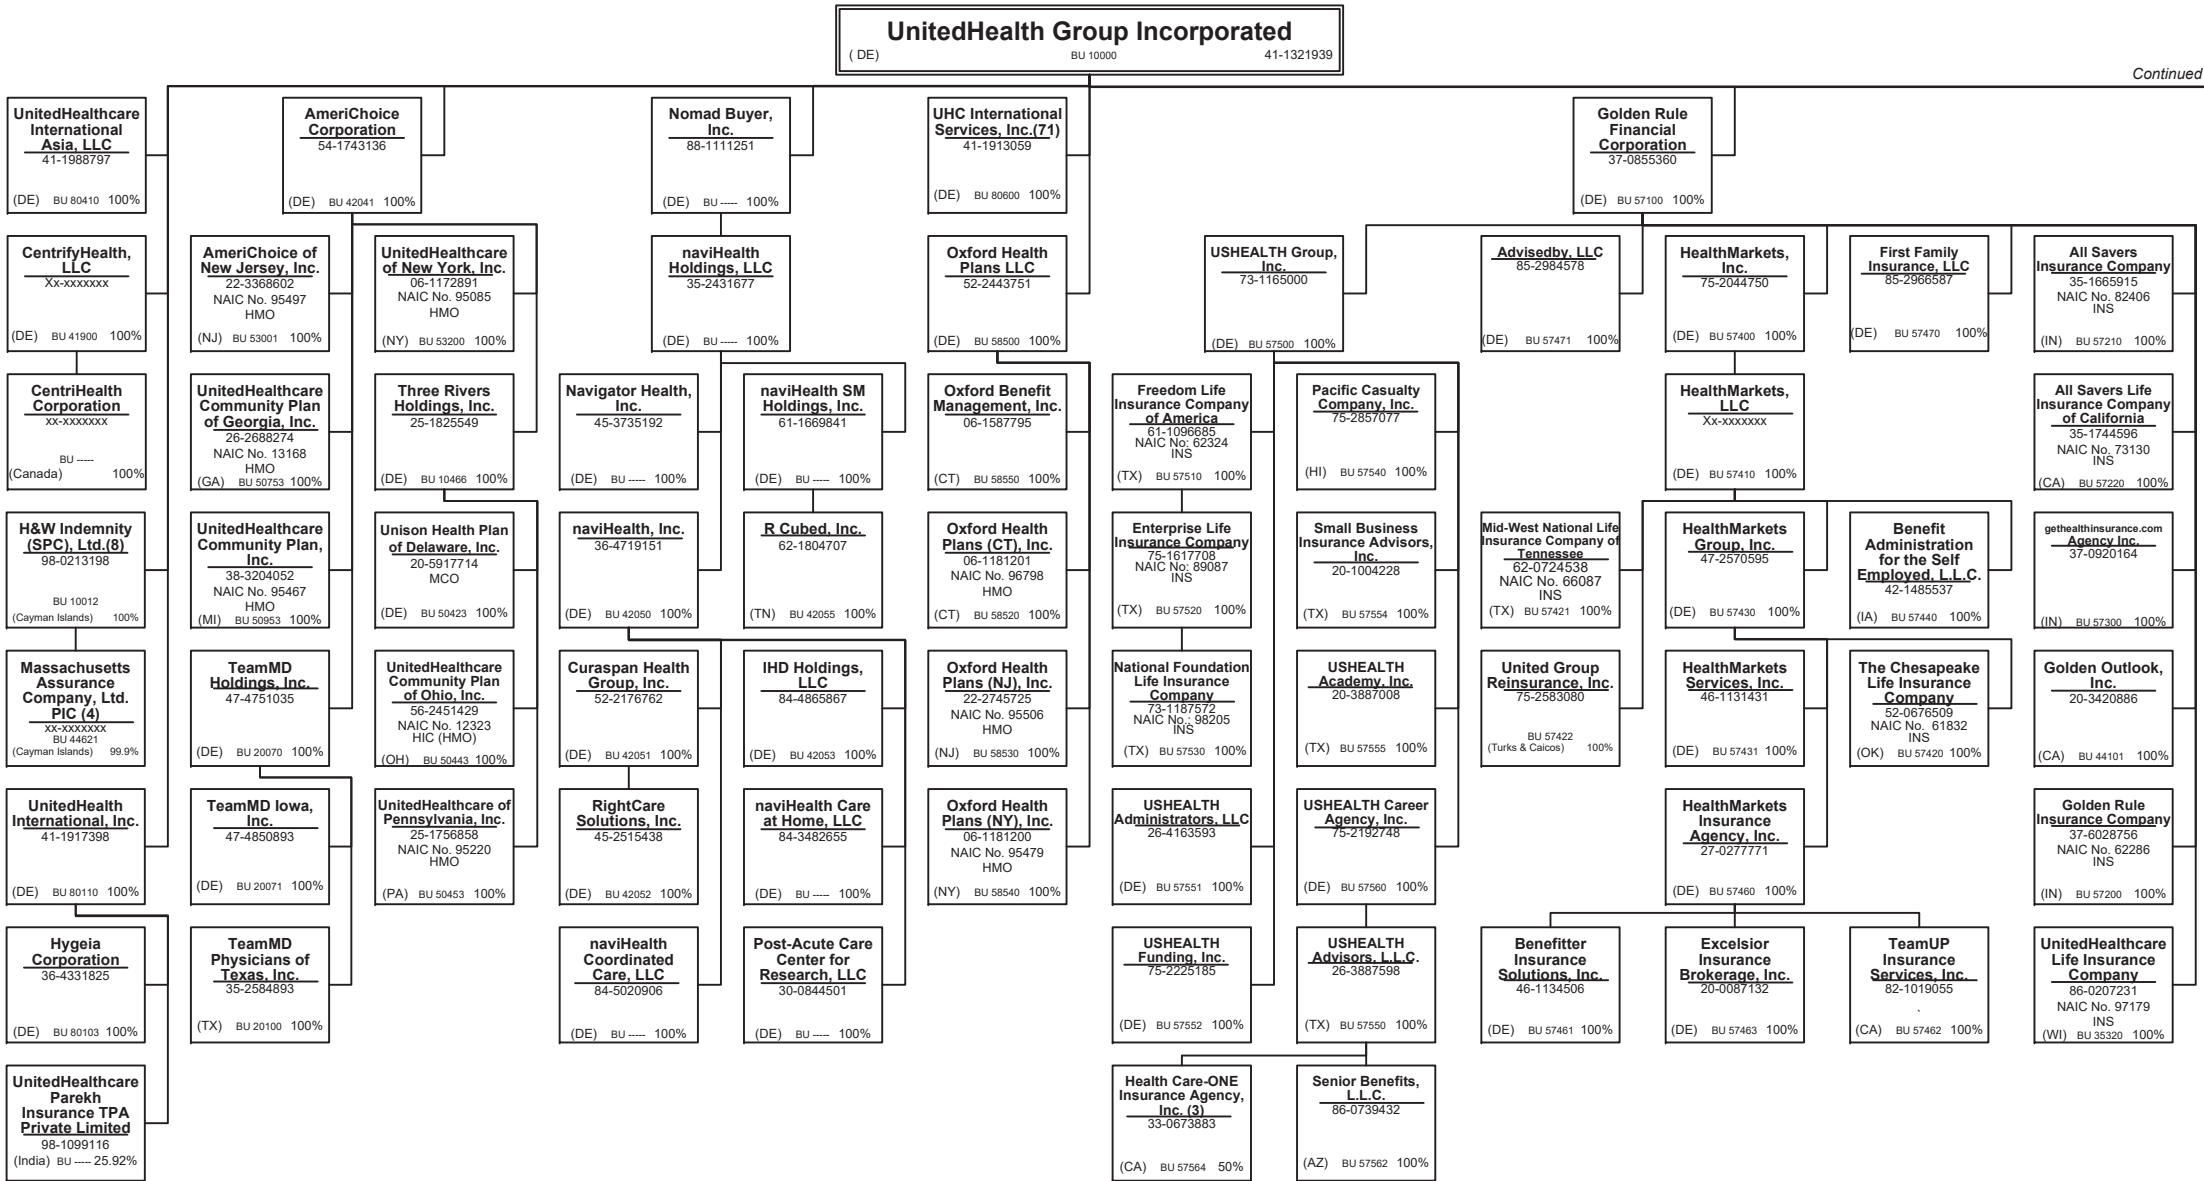 UnitedHealth Group Incorporated
( DE) BU 10000 41-1321939
Continued
UnitedHealthcare
International
Asia, LLC
41-1988797
(DE) BU 80410 100%
AmeriChoice
Corporation
54-1743136
(DE) BU 42041 100%
Nomad Buyer,
Inc.
88-1111251
(DE) BU ----- 100%
UHC International
Services, Inc.(71)
41-1913059
(DE) BU 80600 100%
Golden Rule
Financial
Corporation
37-0855360
(DE) BU 57100 100%
CentrifyHealth,
LLC
Xx-xxxxxxx
(DE) BU 41900 100%
AmeriChoice of
New Jersey, Inc.
22-3368602
NAIC No. 95497
HMO
(NJ) BU 53001 100%
UnitedHealthcare
of New York, Inc.
06-1172891
NAIC No. 95085
HMO
(NY) BU 53200 100%
naviHealth
Holdings, LLC
35-2431677
(DE) BU ----- 100%
Oxford Health
Plans LLC
52-2443751
(DE) BU 58500 100%
USHEALTH Group,
Inc.
73-1165000
(DE) BU 57500 100%
Advisedby, LLC
85-2984578
(DE) BU 57471 100%
HealthMarkets,
Inc.
75-2044750
(DE) BU 57400 100%
First Family
Insurance, LLC
85-2966587
(DE) BU 57470 100%
All Savers
Insurance Company
35-1665915
NAIC No. 82406
INS
(IN) BU 57210 100%
CentriHealth
Corporation
xx-xxxxxxx
BU -----
(Canada) 100%
UnitedHealthcare
Community Plan
of Georgia, Inc.
26-2688274
NAIC No. 13168
HMO
(GA) BU 50753 100%
Three Rivers
Holdings, Inc.
25-1825549
(DE) BU 10466 100%
Navigator Health,
Inc.
45-3735192
(DE) BU ----- 100%
naviHealth SM
Holdings, Inc.
61-1669841
(DE) BU ----- 100%
Oxford Benefit
Management, Inc.
06-1587795
(CT) BU 58550 100%
Freedom Life
Insurance Company
of America
61-1096685
NAIC No: 62324
INS
(TX) BU 57510 100%
Pacific Casualty
Company, Inc.
75-2857077
(HI) BU 57540 100%
HealthMarkets,
LLC
Xx-xxxxxxx
(DE) BU 57410 100%
All Savers Life
Insurance Company
of California
35-1744596
NAIC No. 73130
INS
(CA) BU 57220 100%
H&W Indemnity
(SPC), Ltd.(8)
98-0213198
BU 10012
(Cayman Islands) 100%
UnitedHealthcare
Community Plan,
Inc.
38-3204052
NAIC No. 95467
HMO
(MI) BU 50953 100%
Unison Health Plan
of Delaware, Inc.
20-5917714
MCO
(DE) BU 50423 100%
naviHealth, Inc.
36-4719151
(DE) BU 42050 100%
R Cubed, Inc.
62-1804707
(TN) BU 42055 100%
Oxford Health
Plans (CT), Inc.
06-1181201
NAIC No. 96798
HMO
(CT) BU 58520 100%
Enterprise Life
Insurance Company
75-1617708
NAIC No: 89087
INS
(TX) BU 57520 100%
Small Business
Insurance Advisors,
Inc.
20-1004228
(TX) BU 57554 100%
Mid-West National Life
Insurance Company of
Tennessee
62-0724538
NAIC No. 66087
INS
(TX) BU 57421 100%
HealthMarkets
Group, Inc.
47-2570595
(DE) BU 57430 100%
Benefit
Administration
for the Self
Employed, L.L.C.
42-1485537
(IA) BU 57440 100%
gethealthinsurance.com
Agency Inc.
37-0920164
(IN) BU 57300 100%
Massachusetts
Assurance
Company, Ltd.
PIC (4)
xx-xxxxxxx
BU 44621
(Cayman Islands) 99.9%
TeamMD
Holdings, Inc.
47-4751035
(DE) BU 20070 100%
UnitedHealthcare
Community Plan
of Ohio, Inc.
56-2451429
NAIC No. 12323
HIC (HMO)
(OH) BU 50443 100%
Curaspan Health
Group, Inc.
52-2176762
(DE) BU 42051 100%
IHD Holdings,
LLC
84-4865867
(DE) BU 42053 100%
Oxford Health
Plans (NJ), Inc.
22-2745725
NAIC No. 95506
HMO
(NJ) BU 58530 100%
National Foundation
Life Insurance
Company
73-1187572
NAIC No.: 98205
INS
(TX) BU 57530 100%
USHEALTH
Academy, Inc.
20-3887008
(TX) BU 57555 100%
United Group
Reinsurance, Inc.
75-2583080
BU 57422
(Turks & Caicos) 100%
HealthMarkets
Services, Inc.
46-1131431
(DE) BU 57431 100%
The Chesapeake
Life Insurance
Company
52-0676509
NAIC No. 61832
INS
(OK) BU 57420 100%
Golden Outlook,
Inc.
20-3420886
(CA) BU 44101 100%
UnitedHealth
International, Inc.
41-1917398
(DE) BU 80110 100%
TeamMD Iowa,
Inc.
47-4850893
(DE) BU 20071 100%
UnitedHealthcare of
Pennsylvania, Inc.
25-1756858
NAIC No. 95220
HMO
(PA) BU 50453 100%
RightCare
Solutions, Inc.
45-2515438
(DE) BU 42052 100%
naviHealth Care
at Home, LLC
84-3482655
(DE) BU ----- 100%
Oxford Health
Plans (NY), Inc.
06-1181200
NAIC No. 95479
HMO
(NY) BU 58540 100%
USHEALTH
Administrators, LLC
26-4163593
(DE) BU 57551 100%
USHEALTH Career
Agency, Inc.
75-2192748
(DE) BU 57560 100%
HealthMarkets
Insurance
Agency, Inc.
27-0277771
(DE) BU 57460 100%
Golden Rule
Insurance Company
37-6028756
NAIC No. 62286
INS
(IN) BU 57200 100%
Hygeia
Corporation
36-4331825
(DE) BU 80103 100%
TeamMD
Physicians of
Texas, Inc.
35-2584893
(TX) BU 20100 100%
naviHealth
Coordinated
Care, LLC
84-5020906
(DE) BU ----- 100%
Post-Acute Care
Center for
Research, LLC
30-0844501
(DE) BU ----- 100%
USHEALTH
Funding, Inc.
75-2225185
(DE) BU 57552 100%
USHEALTH
Advisors, L.L.C.
26-3887598
(TX) BU 57550 100%
Benefitter
Insurance
Solutions, Inc.
46-1134506
(DE) BU 57461 100%
Excelsior
Insurance
Brokerage, Inc.
20-0087132
(DE) BU 57463 100%
TeamUP
Insurance
Services, Inc.
82-1019055
`
(CA) BU 57462 100%
UnitedHealthcare
Life Insurance
Company
86-0207231
NAIC No. 97179
INS
(WI) BU 35320 100%
UnitedHealthcare
Parekh
Insurance TPA
Private Limited
98-1099116
(India) BU ----- 25.92%
Health Care-ONE
Insurance Agency,
Inc. (3)
33-0673883
(CA) BU 57564 50%
Senior Benefits,
L.L.C.
86-0739432
(AZ) BU 57562 100%